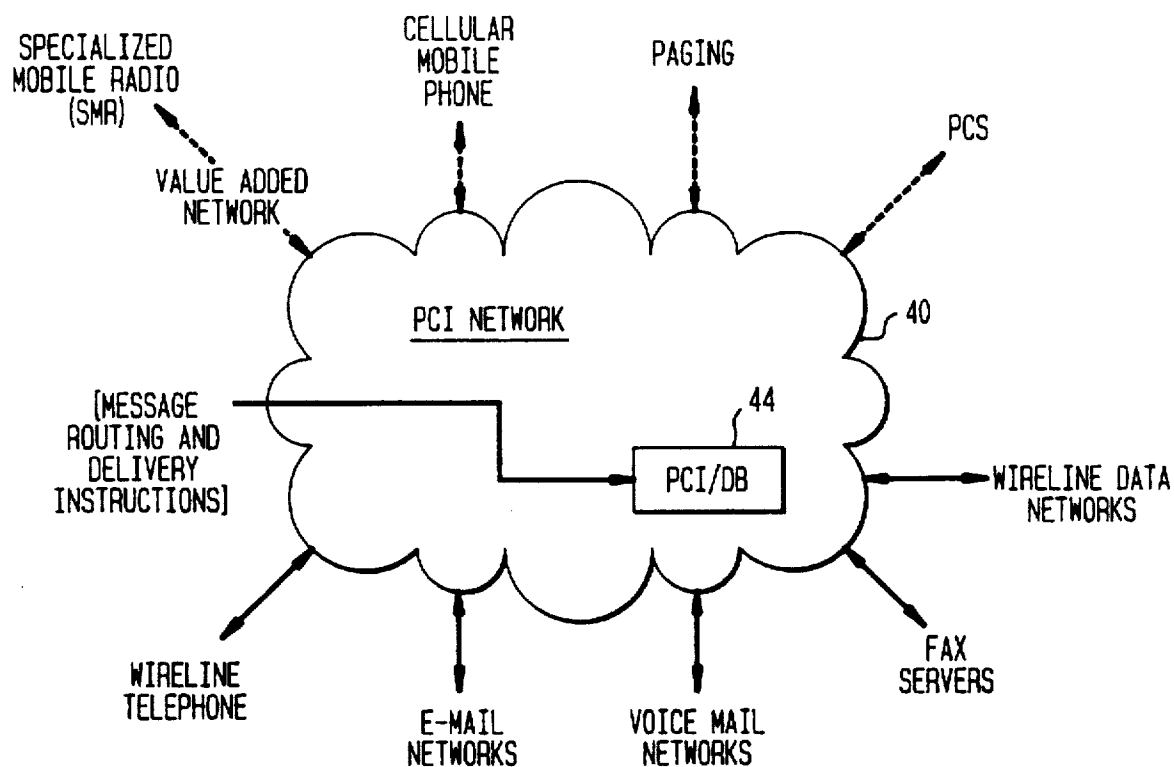 SPECIALIZED
MOBILE RADIO
(SMR)
CELLULAR
MOBILE
PHONE
PAGING
PCS
VALUE ADDED
NETWORK
PCI NETWORK
40
[MESSAGE
ROUTING AND
DELIVERY
INSTRUCTIONS]
44
PCI/DB
WIRELINE DATA
NETWORKS
WIRELINE
TELEPHONE
E-MAIL
NETWORKS
VOICE MAIL
NETWORKS
FAX
SERVERS